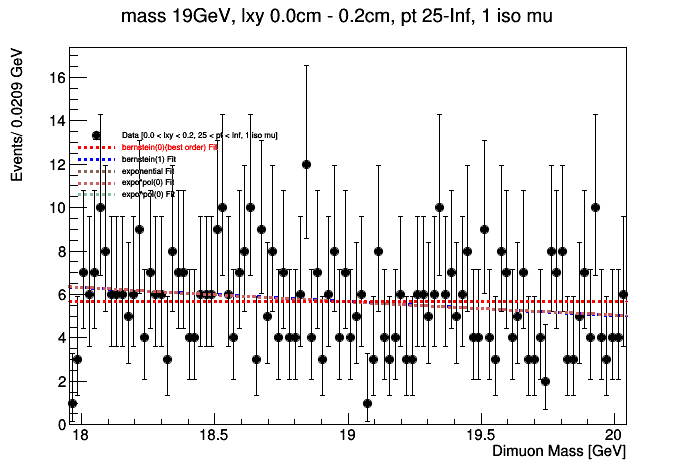 mass 19GeV, lxy 0.0cm - 0.2cm, pt 25-Inf, 1 iso mu
Events/ 0.0209 GeV
16
14
12
10
8
6
4
2
0
Data [0.0 < lxy < 0.2, 25 < pt < Inf, 1 iso mu]
bernstein(0)(best order) Fit
bernstein(1) Fit
exponential Fit
expo*pol(0) Fit
expo*pol(0) Fit
18
18.5
19
19.5
20
Dimuon Mass [GeV]